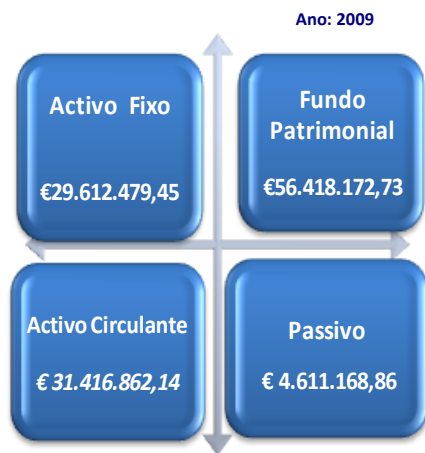 Ano: 2009
Activo Fixo
€29.612.479,45
Fundo
Patrimonial
€56.418.172,73
Activo Circulante
€ 31.416.862,14
Passivo
€ 4.611.168,86